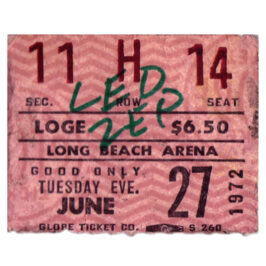 11 H 14
SEC. ROW SEAT
LED
ZEP
LOGE $6.50
LONG BEACH ARENA
GOOD ONLY
TUESDAY EVE.
JUNE 27 1972
GLOBE TICKET CO. S 260